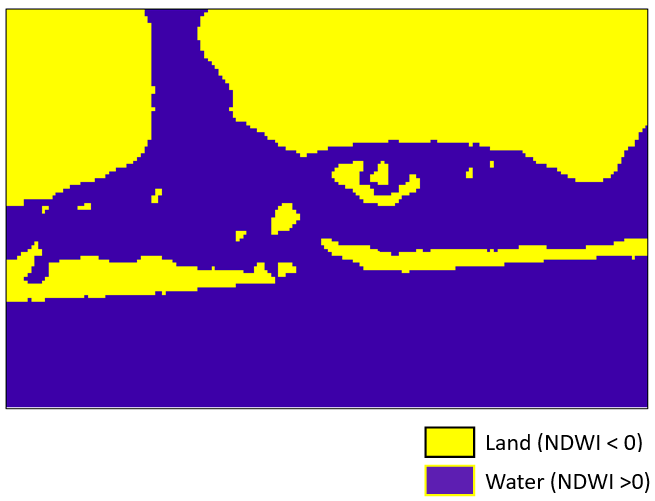 Land (NDWI < 0)
Water (NDWI >0)